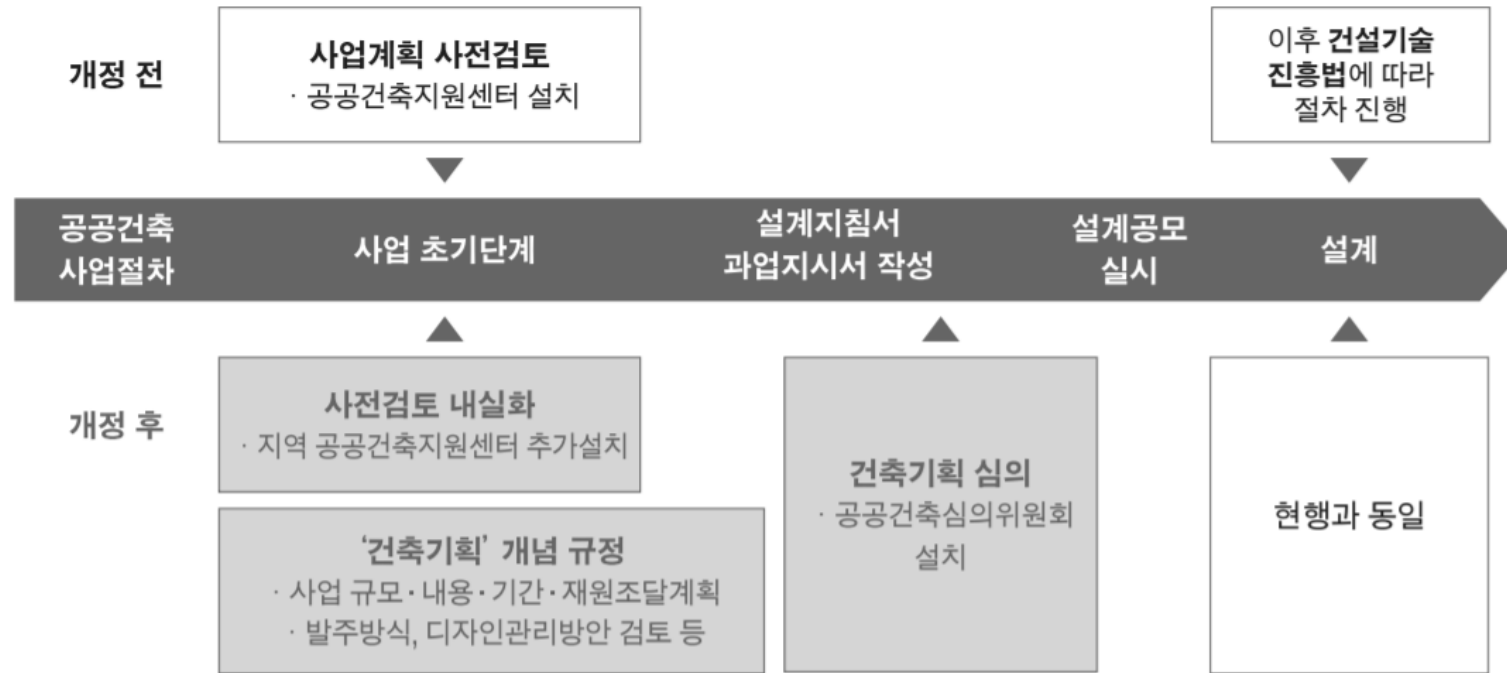 개정 전
사업계획 사전검토
· 공공건축지원센터 설치
이후 건설기술
진흥법에 따라
절차 진행
공공건축
사업절차
사업 초기단계
설계지침서
과업지시서 작성
설계공모
실시
설계
개정 후
사전검토 내실화
· 지역 공공건축지원센터 추가설치
‘건축기획’ 개념 규정
· 사업 규모·내용·기간·재원조달계획
· 발주방식, 디자인관리방안 검토 등
건축기획 심의
· 공공건축심의위원회
설치
현행과 동일